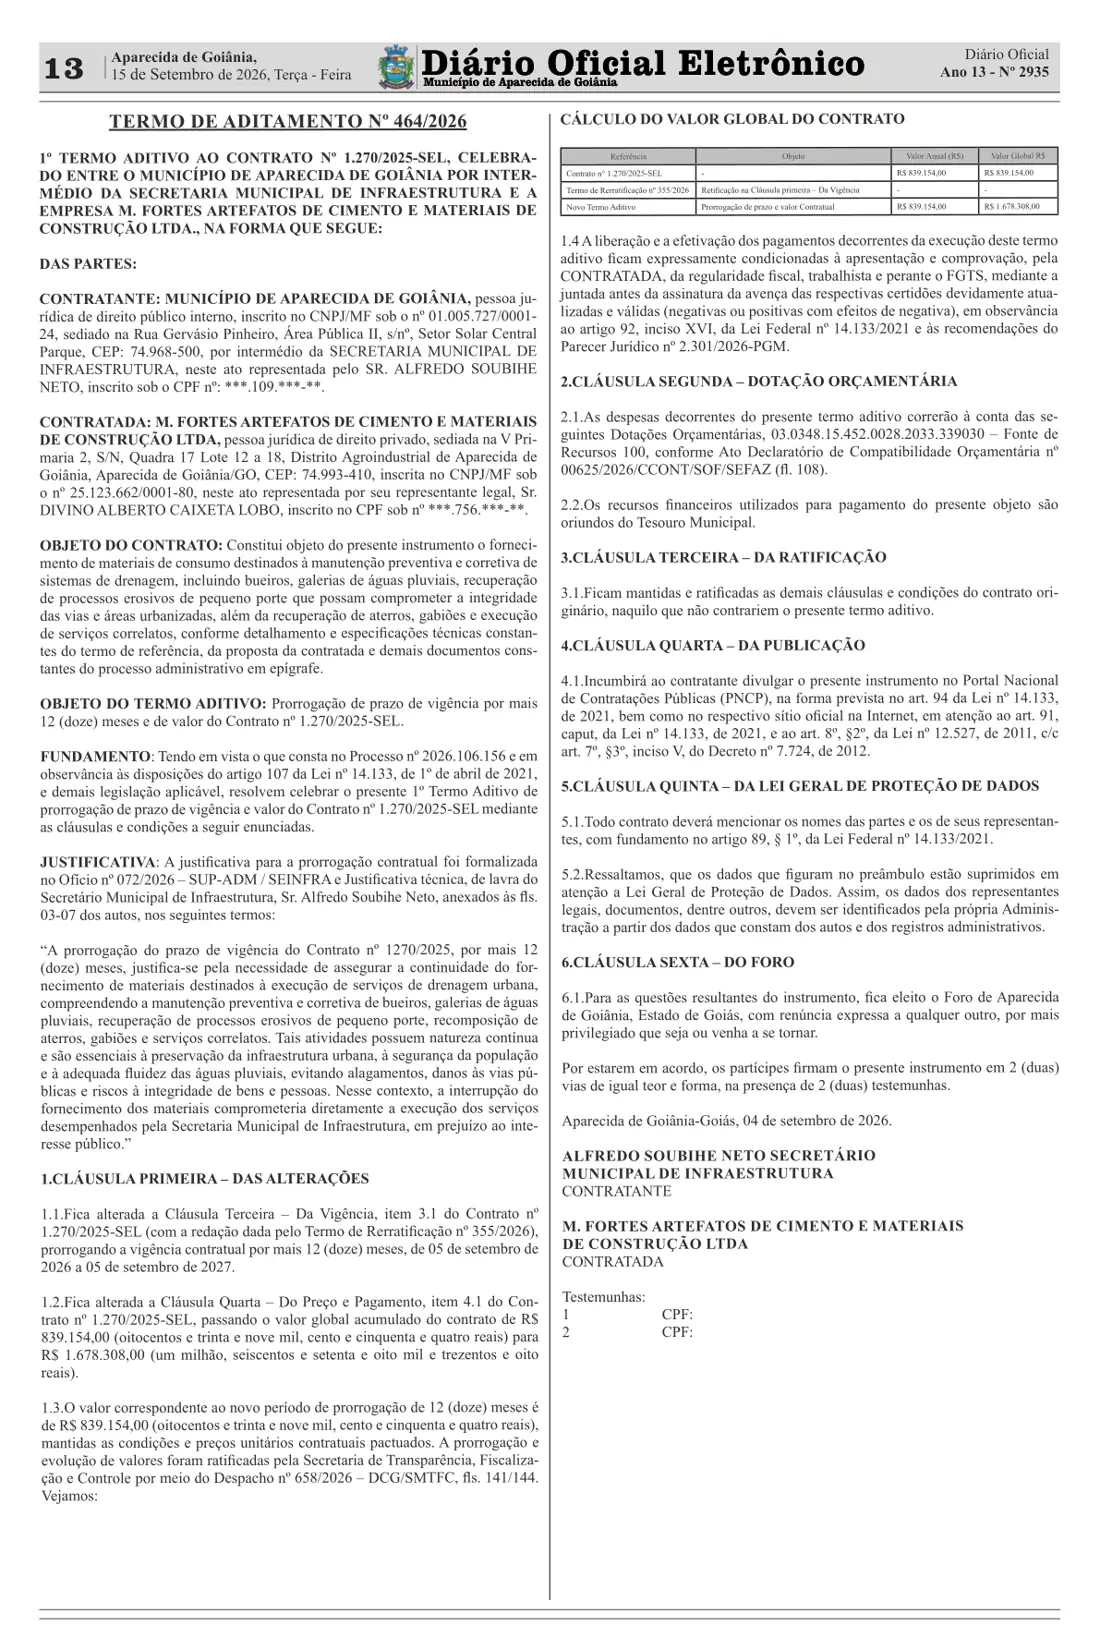 13
Aparecida de Goiânia,
15 de Setembro de 2026, Terça - Feira
Diário Oficial Eletrônico
Município de Aparecida de Goiânia
Diário Oficial
Ano 13 - Nº 2935
TERMO DE ADITAMENTO Nº 464/2026
1º TERMO ADITIVO AO CONTRATO Nº 1.270/2025-SEL, CELEBRA-
DO ENTRE O MUNICÍPIO DE APARECIDA DE GOIÂNIA POR INTER-
MÉDIO DA SECRETARIA MUNICIPAL DE INFRAESTRUTURA E A
EMPRESA M. FORTES ARTEFATOS DE CIMENTO E MATERIAIS DE
CONSTRUÇÃO LTDA., NA FORMA QUE SEGUE:
DAS PARTES:
CONTRATANTE: MUNICÍPIO DE APARECIDA DE GOIÂNIA, pessoa ju-
rídica de direito público interno, inscrito no CNPJ/MF sob o nº 01.005.727/0001-
24, sediado na Rua Gervásio Pinheiro, Área Pública II, s/nº, Setor Solar Central
Parque, CEP: 74.968-500, por intermédio da SECRETARIA MUNICIPAL DE
INFRAESTRUTURA, neste ato representada pelo SR. ALFREDO SOUBIHE
NETO, inscrito sob o CPF nº: ***.109.***-**.
CONTRATADA: M. FORTES ARTEFATOS DE CIMENTO E MATERIAIS
DE CONSTRUÇÃO LTDA, pessoa jurídica de direito privado, sediada na V Pri-
maria 2, S/N, Quadra 17 Lote 12 a 18, Distrito Agroindustrial de Aparecida de
Goiânia, Aparecida de Goiânia/GO, CEP: 74.993-410, inscrita no CNPJ/MF sob
o nº 25.123.662/0001-80, neste ato representada por seu representante legal, Sr.
DIVINO ALBERTO CAIXETA LOBO, inscrito no CPF sob nº ***.756.***-**.
OBJETO DO CONTRATO: Constitui objeto do presente instrumento o forneci-
mento de materiais de consumo destinados à manutenção preventiva e corretiva de
sistemas de drenagem, incluindo bueiros, galerias de águas pluviais, recuperação
de processos erosivos de pequeno porte que possam comprometer a integridade
das vias e áreas urbanizadas, além da recuperação de aterros, gabiões e execução
de serviços correlatos, conforme detalhamento e especificações técnicas constan-
tes do termo de referência, da proposta da contratada e demais documentos cons-
tantes do processo administrativo em epígrafe.
OBJETO DO TERMO ADITIVO: Prorrogação de prazo de vigência por mais
12 (doze) meses e de valor do Contrato nº 1.270/2025-SEL.
FUNDAMENTO: Tendo em vista o que consta no Processo nº 2026.106.156 e em
observância às disposições do artigo 107 da Lei nº 14.133, de 1º de abril de 2021,
e demais legislação aplicável, resolvem celebrar o presente 1º Termo Aditivo de
prorrogação de prazo de vigência e valor do Contrato nº 1.270/2025-SEL mediante
as cláusulas e condições a seguir enunciadas.
JUSTIFICATIVA: A justificativa para a prorrogação contratual foi formalizada
no Ofício nº 072/2026 – SUP-ADM / SEINFRA e Justificativa técnica, de lavra do
Secretário Municipal de Infraestrutura, Sr. Alfredo Soubihe Neto, anexados às fls.
03-07 dos autos, nos seguintes termos:
“A prorrogação do prazo de vigência do Contrato nº 1270/2025, por mais 12
(doze) meses, justifica-se pela necessidade de assegurar a continuidade do for-
necimento de materiais destinados à execução de serviços de drenagem urbana,
compreendendo a manutenção preventiva e corretiva de bueiros, galerias de águas
pluviais, recuperação de processos erosivos de pequeno porte, recomposição de
aterros, gabiões e serviços correlatos. Tais atividades possuem natureza contínua
e são essenciais à preservação da infraestrutura urbana, à segurança da população
e à adequada fluidez das águas pluviais, evitando alagamentos, danos às vias pú-
blicas e riscos à integridade de bens e pessoas. Nesse contexto, a interrupção do
fornecimento dos materiais comprometeria diretamente a execução dos serviços
desempenhados pela Secretaria Municipal de Infraestrutura, em prejuízo ao inte-
resse público.”
1.CLÁUSULA PRIMEIRA – DAS ALTERAÇÕES
1.1.Fica alterada a Cláusula Terceira – Da Vigência, item 3.1 do Contrato nº
1.270/2025-SEL (com a redação dada pelo Termo de Rerratificação nº 355/2026),
prorrogando a vigência contratual por mais 12 (doze) meses, de 05 de setembro de
2026 a 05 de setembro de 2027.
1.2.Fica alterada a Cláusula Quarta – Do Preço e Pagamento, item 4.1 do Con-
trato nº 1.270/2025-SEL, passando o valor global acumulado do contrato de R$
839.154,00 (oitocentos e trinta e nove mil, cento e cinquenta e quatro reais) para
R$ 1.678.308,00 (um milhão, seiscentos e setenta e oito mil e trezentos e oito
reais).
1.3.O valor correspondente ao novo período de prorrogação de 12 (doze) meses é
de R$ 839.154,00 (oitocentos e trinta e nove mil, cento e cinquenta e quatro reais),
mantidas as condições e preços unitários contratuais pactuados. A prorrogação e
evolução de valores foram ratificadas pela Secretaria de Transparência, Fiscaliza-
ção e Controle por meio do Despacho nº 658/2026 – DCG/SMTFC, fls. 141/144.
Vejamos:
CÁLCULO DO VALOR GLOBAL DO CONTRATO
Referência Objeto Valor Anual (R$) Valor Global R$
Contrato nº 1.270/2025-SEL - R$ 839.154,00 R$ 839.154,00
Termo de Rerratificação nº 355/2026 Retificação na Cláusula primeira – Da Vigência - -
Novo Termo Aditivo Prorrogação de prazo e valor Contratual R$ 839.154,00 R$ 1.678.308,00
1.4 A liberação e a efetivação dos pagamentos decorrentes da execução deste termo
aditivo ficam expressamente condicionadas à apresentação e comprovação, pela
CONTRATADA, da regularidade fiscal, trabalhista e perante o FGTS, mediante a
juntada antes da assinatura da avença das respectivas certidões devidamente atua-
lizadas e válidas (negativas ou positivas com efeitos de negativa), em observância
ao artigo 92, inciso XVI, da Lei Federal nº 14.133/2021 e às recomendações do
Parecer Jurídico nº 2.301/2026-PGM.
2.CLÁUSULA SEGUNDA – DOTAÇÃO ORÇAMENTÁRIA
2.1.As despesas decorrentes do presente termo aditivo correrão à conta das se-
guintes Dotações Orçamentárias, 03.0348.15.452.0028.2033.339030 – Fonte de
Recursos 100, conforme Ato Declaratório de Compatibilidade Orçamentária nº
00625/2026/CCONT/SOF/SEFAZ (fl. 108).
2.2.Os recursos financeiros utilizados para pagamento do presente objeto são
oriundos do Tesouro Municipal.
3.CLÁUSULA TERCEIRA – DA RATIFICAÇÃO
3.1.Ficam mantidas e ratificadas as demais cláusulas e condições do contrato ori-
ginário, naquilo que não contrariem o presente termo aditivo.
4.CLÁUSULA QUARTA – DA PUBLICAÇÃO
4.1.Incumbirá ao contratante divulgar o presente instrumento no Portal Nacional
de Contratações Públicas (PNCP), na forma prevista no art. 94 da Lei nº 14.133,
de 2021, bem como no respectivo sítio oficial na Internet, em atenção ao art. 91,
caput, da Lei nº 14.133, de 2021, e ao art. 8º, §2º, da Lei nº 12.527, de 2011, c/c
art. 7º, §3º, inciso V, do Decreto nº 7.724, de 2012.
5.CLÁUSULA QUINTA – DA LEI GERAL DE PROTEÇÃO DE DADOS
5.1.Todo contrato deverá mencionar os nomes das partes e os de seus representan-
tes, com fundamento no artigo 89, § 1º, da Lei Federal nº 14.133/2021.
5.2.Ressaltamos, que os dados que figuram no preâmbulo estão suprimidos em
atenção a Lei Geral de Proteção de Dados. Assim, os dados dos representantes
legais, documentos, dentre outros, devem ser identificados pela própria Adminis-
tração a partir dos dados que constam dos autos e dos registros administrativos.
6.CLÁUSULA SEXTA – DO FORO
6.1.Para as questões resultantes do instrumento, fica eleito o Foro de Aparecida
de Goiânia, Estado de Goiás, com renúncia expressa a qualquer outro, por mais
privilegiado que seja ou venha a se tornar.
Por estarem em acordo, os partícipes firmam o presente instrumento em 2 (duas)
vias de igual teor e forma, na presença de 2 (duas) testemunhas.
Aparecida de Goiânia-Goiás, 04 de setembro de 2026.
ALFREDO SOUBIHE NETO SECRETÁRIO
MUNICIPAL DE INFRAESTRUTURA
CONTRATANTE
M. FORTES ARTEFATOS DE CIMENTO E MATERIAIS
DE CONSTRUÇÃO LTDA
CONTRATADA
Testemunhas:
1 CPF:
2 CPF: